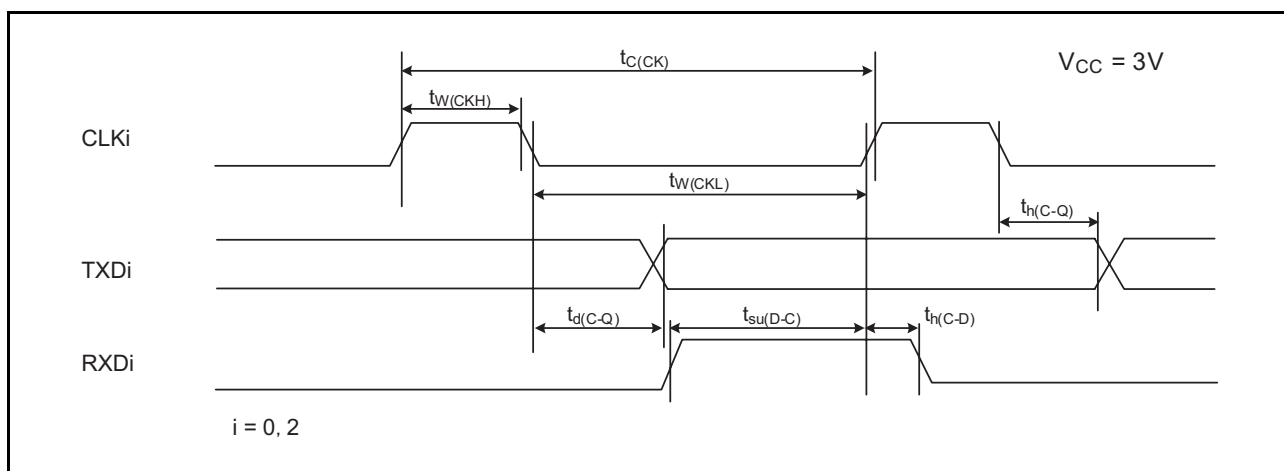 tC(CK)
VCC = 3V
tW(CKH)
CLKi
tW(CKL)
th(C-Q)
TXDi
td(C-Q)
tsu(D-C)
th(C-D)
RXDi
i = 0, 2